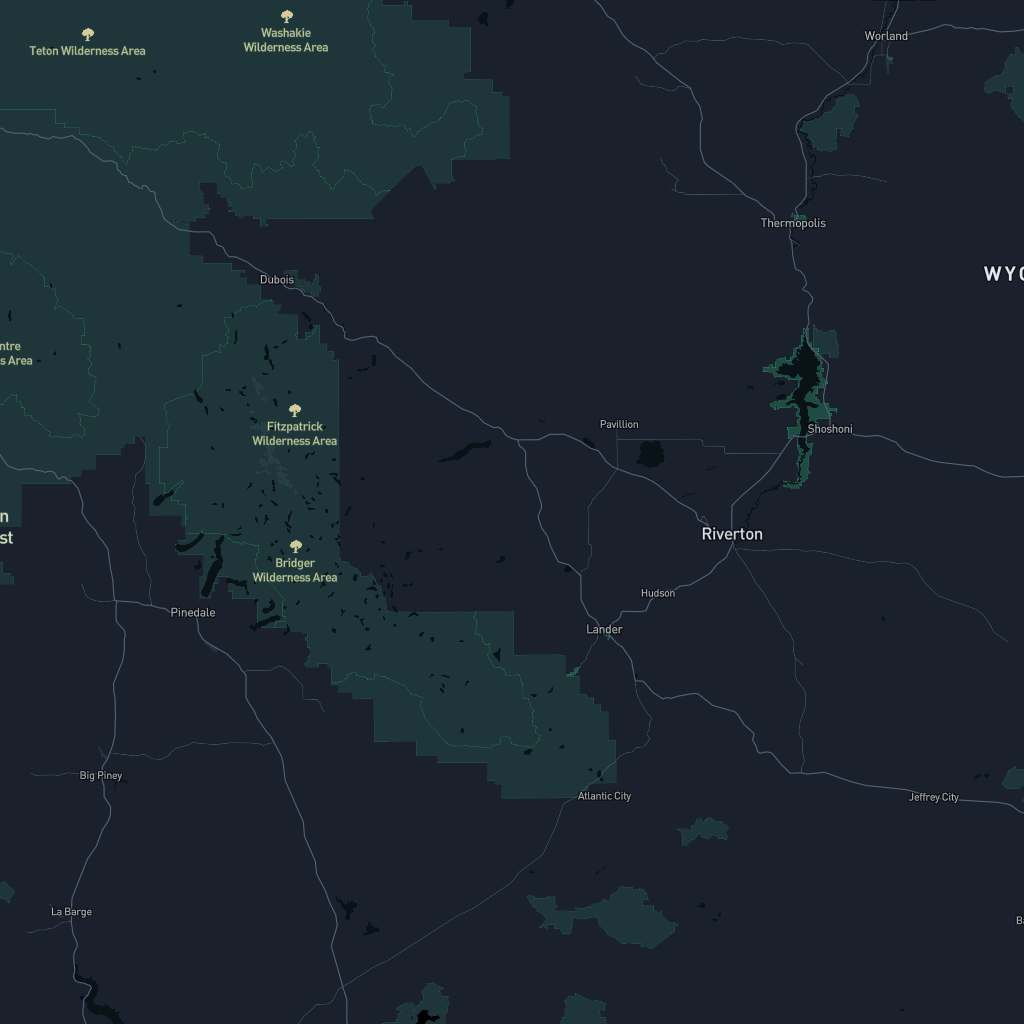 Teton Wilderness Area
Washakie
Wilderness Area
Worland
Thermopolis
WYO
Dubois
ntre
s Area
Fitzpatrick
Wilderness Area
Pavillion
Shoshoni
n
st
Riverton
Bridger
Wilderness Area
Hudson
Pinedale
Lander
Big Piney
Atlantic City
Jeffrey City
La Barge
Ba